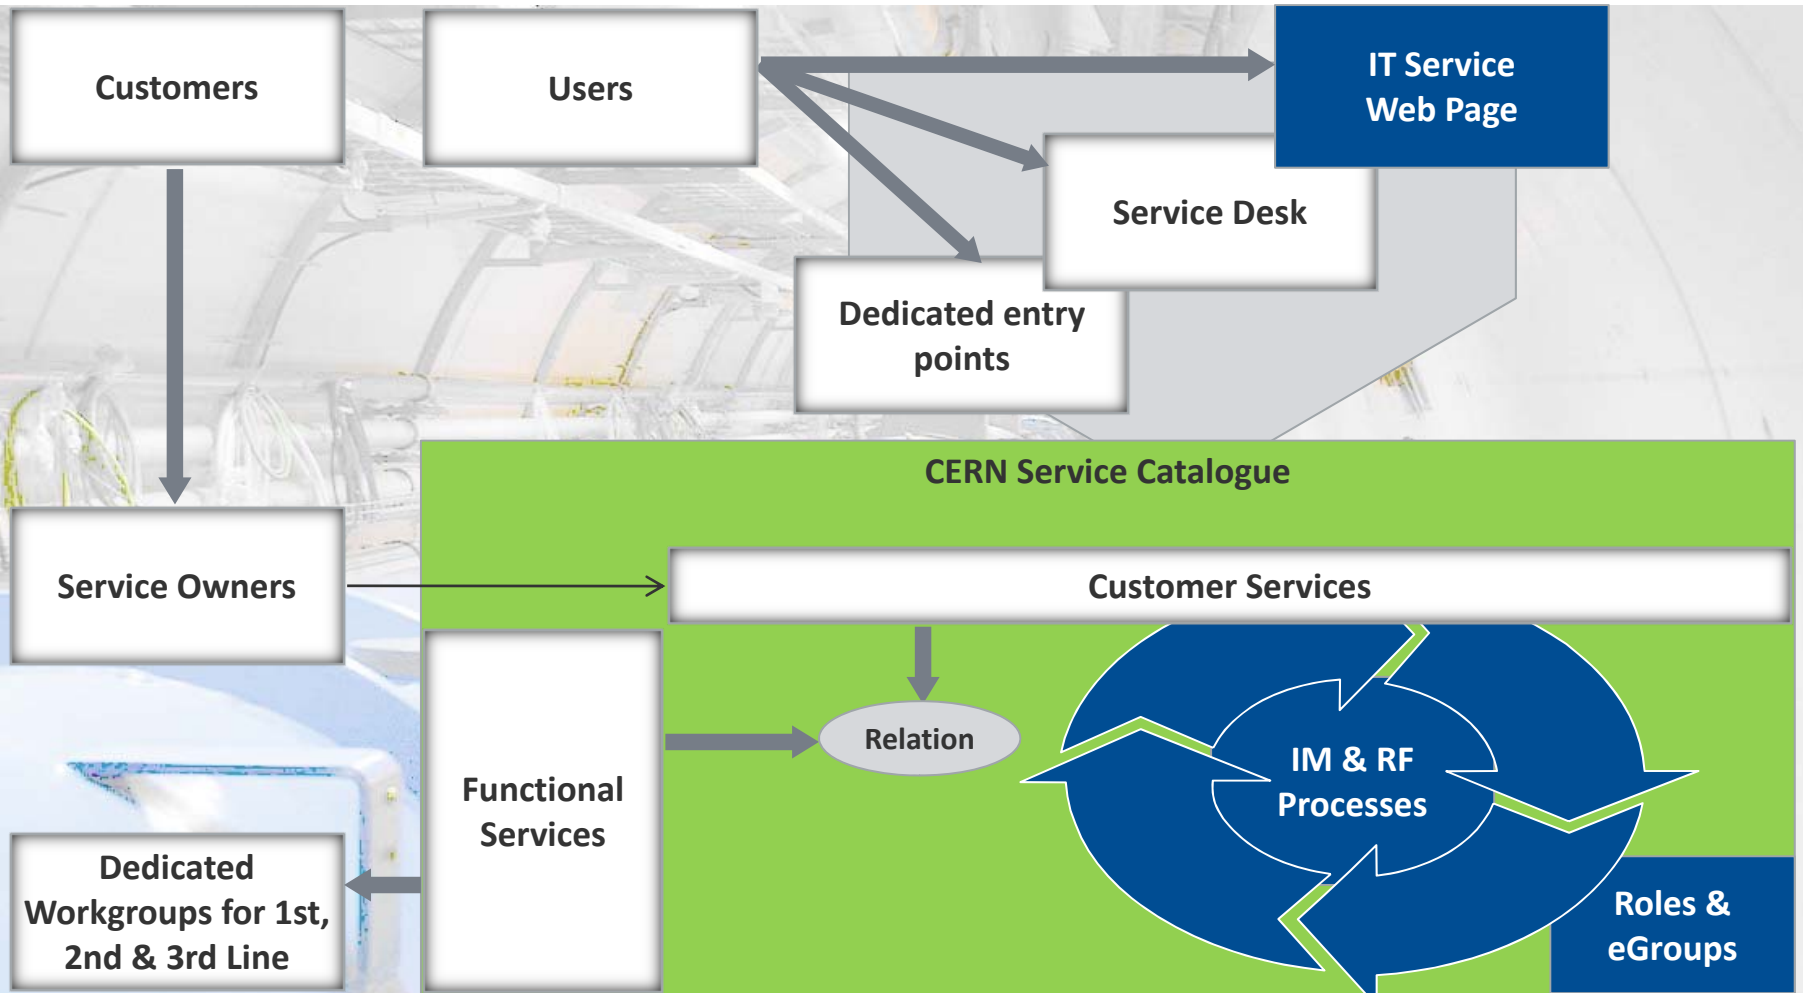 Customers
Users
IT Service
Web Page
Service Desk
Dedicated entry
points
CERN Service Catalogue
Service Owners
Customer Services
Relation
Functional
Services
IM & RF
Processes
Dedicated
Workgroups for 1st,
2nd & 3rd Line
Roles &
eGroups